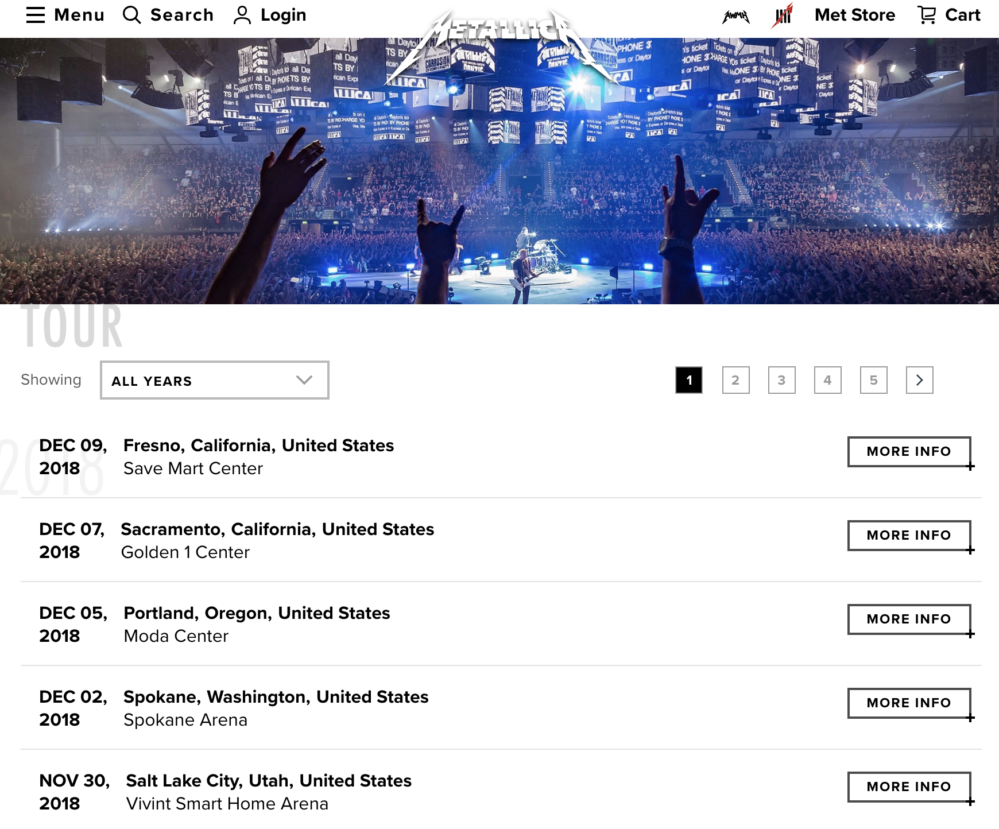 Menu
Search
Login
METALLICA
AWMH
Met Store
Cart
TOUR
Showing
ALL YEARS
1
2
3
4
5
2018
DEC 09,
2018
Fresno, California, United States
Save Mart Center
MORE INFO
DEC 07,
2018
Sacramento, California, United States
Golden 1 Center
MORE INFO
DEC 05,
2018
Portland, Oregon, United States
Moda Center
MORE INFO
DEC 02,
2018
Spokane, Washington, United States
Spokane Arena
MORE INFO
NOV 30,
2018
Salt Lake City, Utah, United States
Vivint Smart Home Arena
MORE INFO